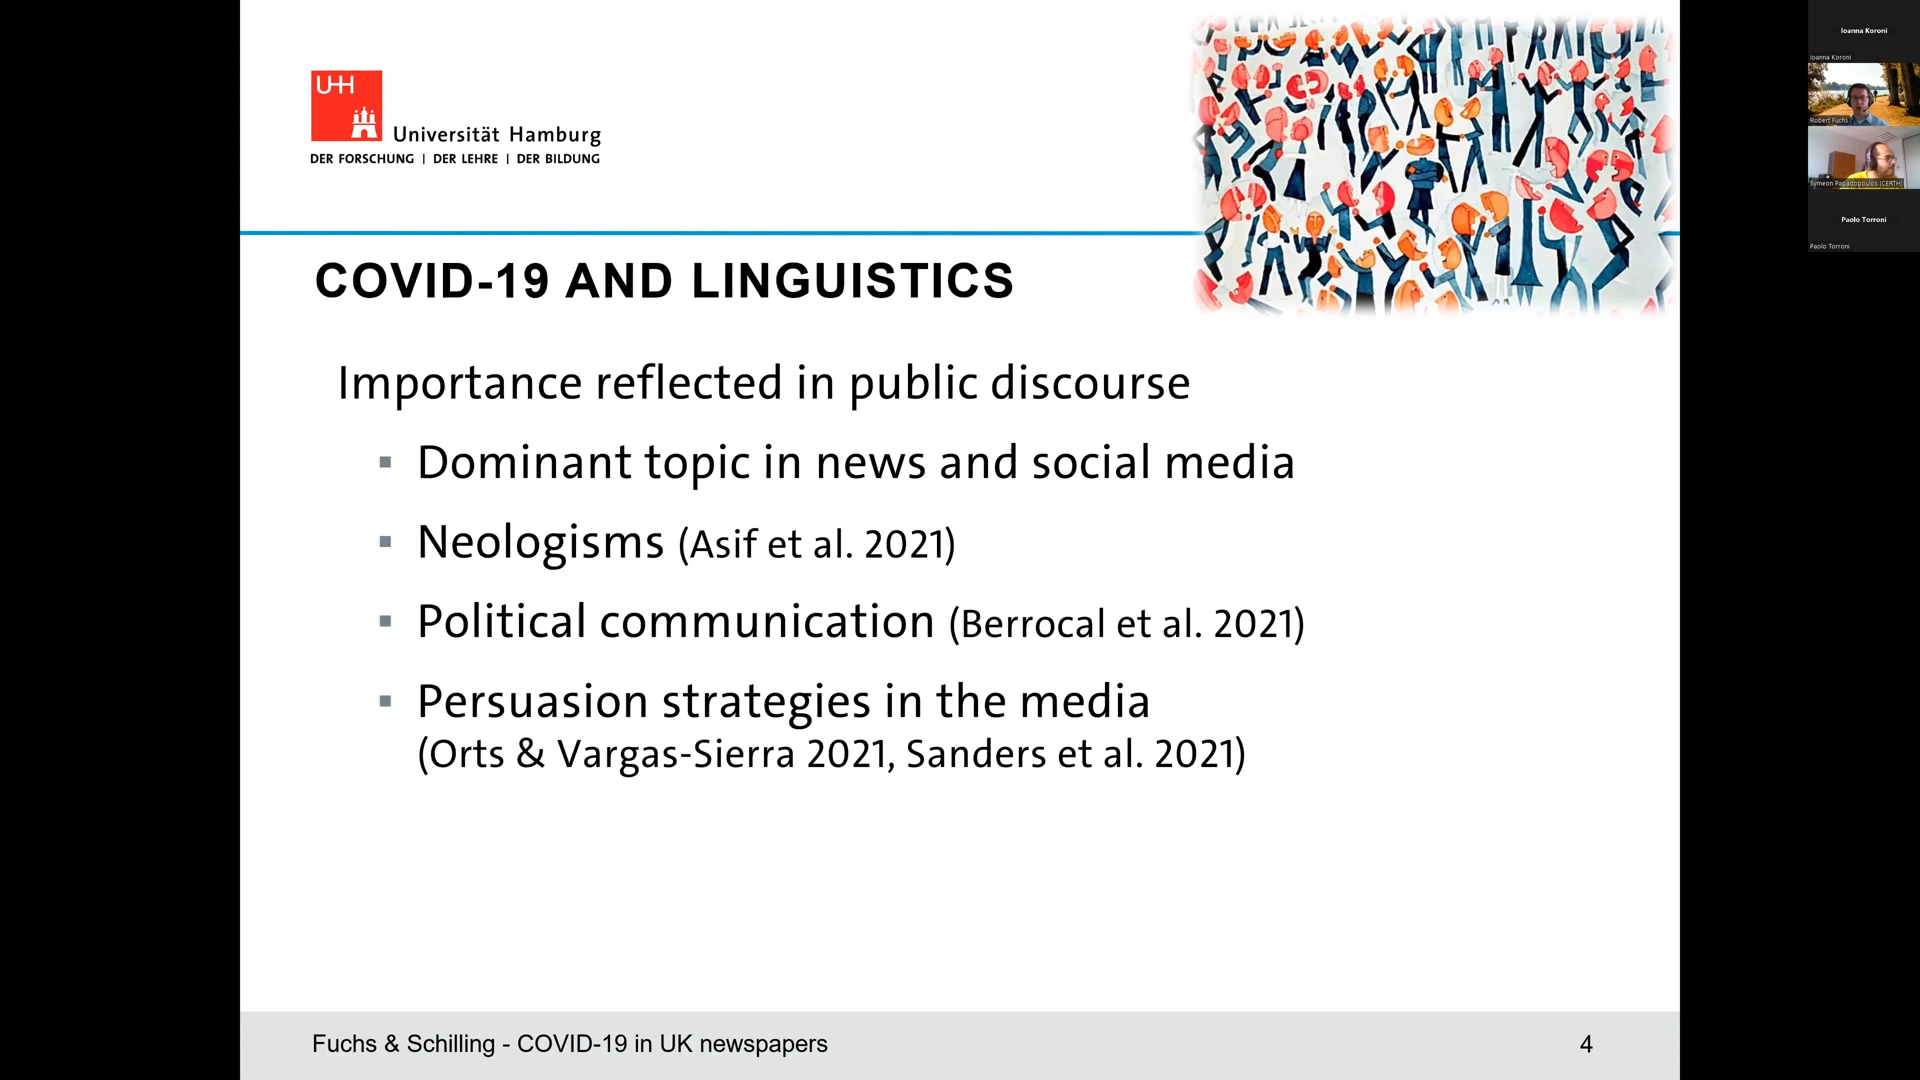 UHH
Universität Hamburg
DER FORSCHUNG | DER LEHRE | DER BILDUNG
COVID-19 AND LINGUISTICS
Importance reflected in public discourse
▪ Dominant topic in news and social media
▪ Neologisms (Asif et al. 2021)
▪ Political communication (Berrocal et al. 2021)
▪ Persuasion strategies in the media
(Orts & Vargas-Sierra 2021, Sanders et al. 2021)
Fuchs & Schilling - COVID-19 in UK newspapers
4
Ioanna Koroni
Ioanna Koroni
Robert Fuchs
Symeon Papadopoulos (CERTH)
Paolo Torroni
Paolo Torroni